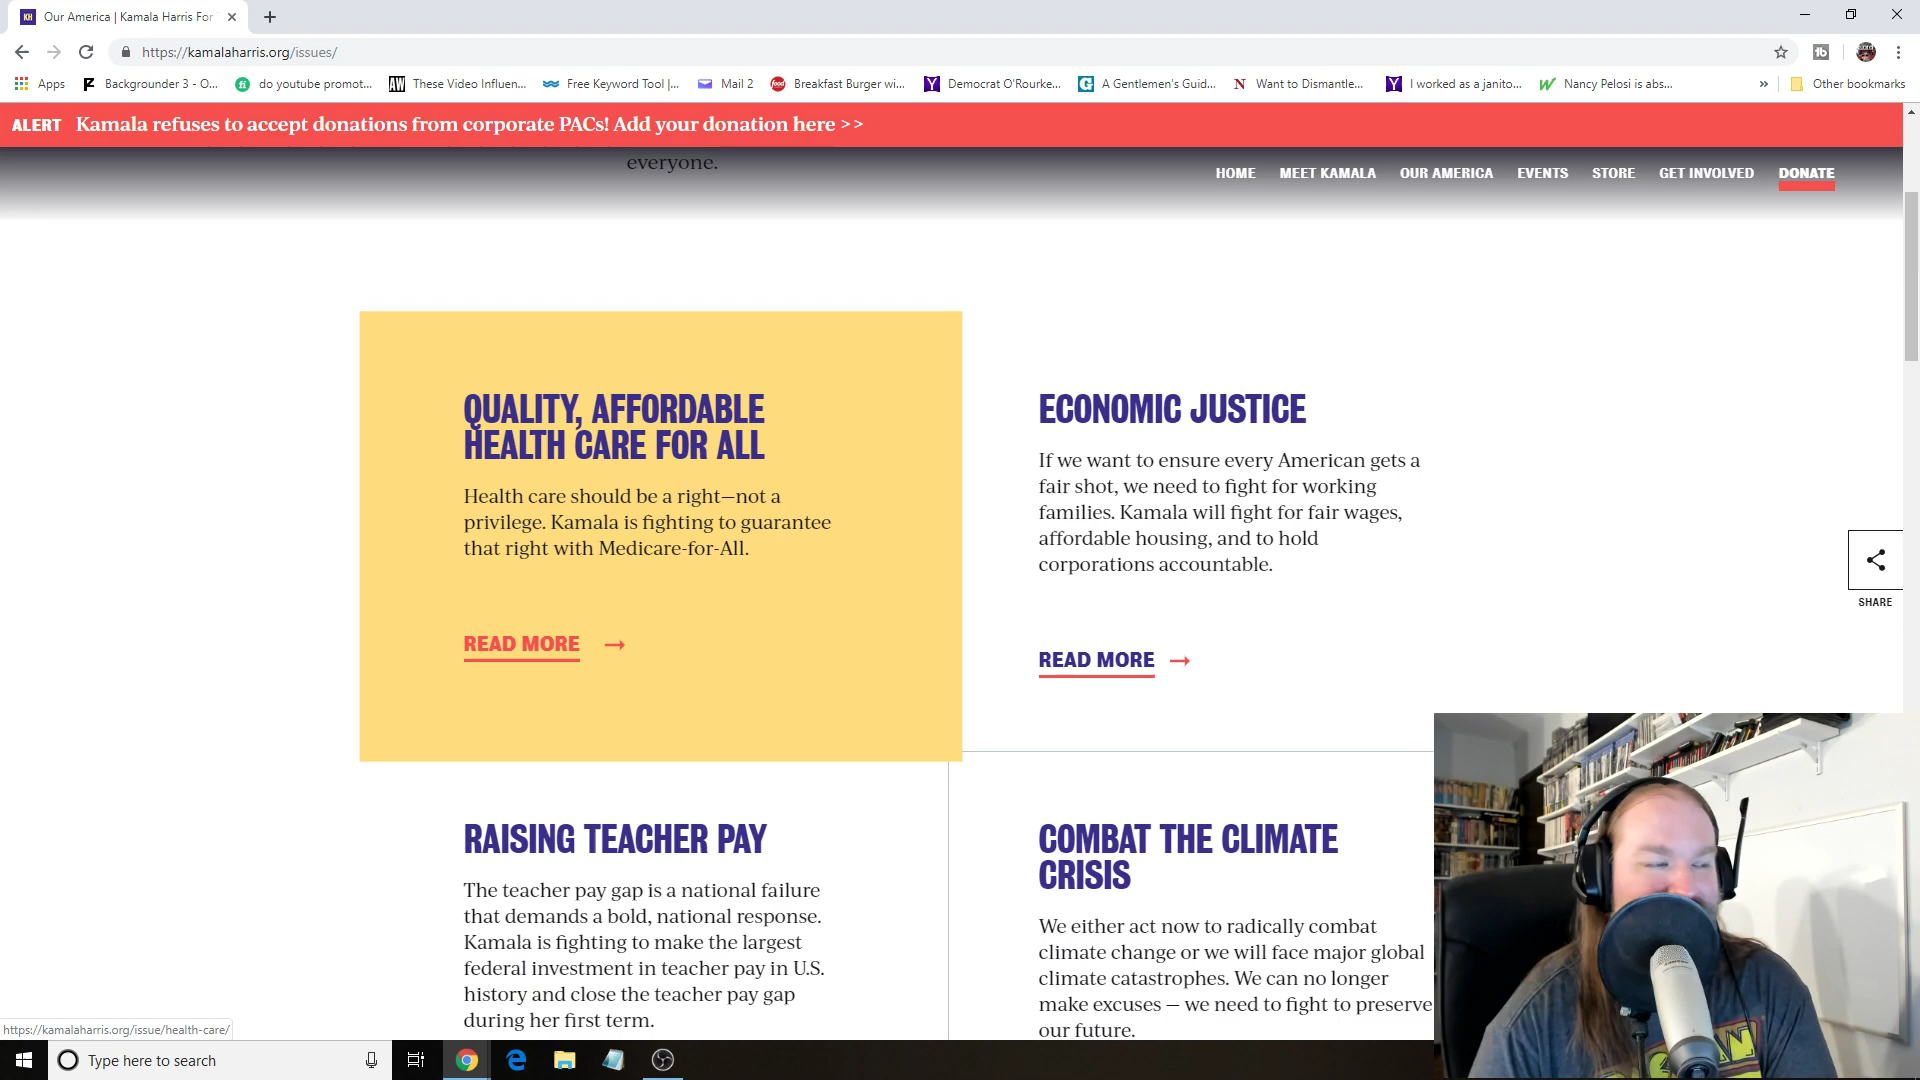 Our America | Kamala Harris For
https://kamalaharris.org/issues/
Apps
Backgrounder 3 - O...
do youtube promot...
These Video Influen...
Free Keyword Tool |...
Mail 2
Breakfast Burger wi...
Democrat O'Rourke...
A Gentlemen's Guid...
Want to Dismantle...
I worked as a janito...
Nancy Pelosi is abs...
Other bookmarks
ALERT Kamala refuses to accept donations from corporate PACs! Add your donation here >>
everyone.
HOME MEET KAMALA OUR AMERICA EVENTS STORE GET INVOLVED DONATE
QUALITY, AFFORDABLE
HEALTH CARE FOR ALL
Health care should be a right—not a
privilege. Kamala is fighting to guarantee
that right with Medicare-for-All.
READ MORE →
ECONOMIC JUSTICE
If we want to ensure every American gets a
fair shot, we need to fight for working
families. Kamala will fight for fair wages,
affordable housing, and to hold
corporations accountable.
READ MORE →
SHARE
RAISING TEACHER PAY
The teacher pay gap is a national failure
that demands a bold, national response.
Kamala is fighting to make the largest
federal investment in teacher pay in U.S.
history and close the teacher pay gap
during her first term.
COMBAT THE CLIMATE
CRISIS
We either act now to radically combat
climate change or we will face major global
climate catastrophes. We can no longer
make excuses — we need to fight to preserve
our future.
https://kamalaharris.org/issue/health-care/
Type here to search